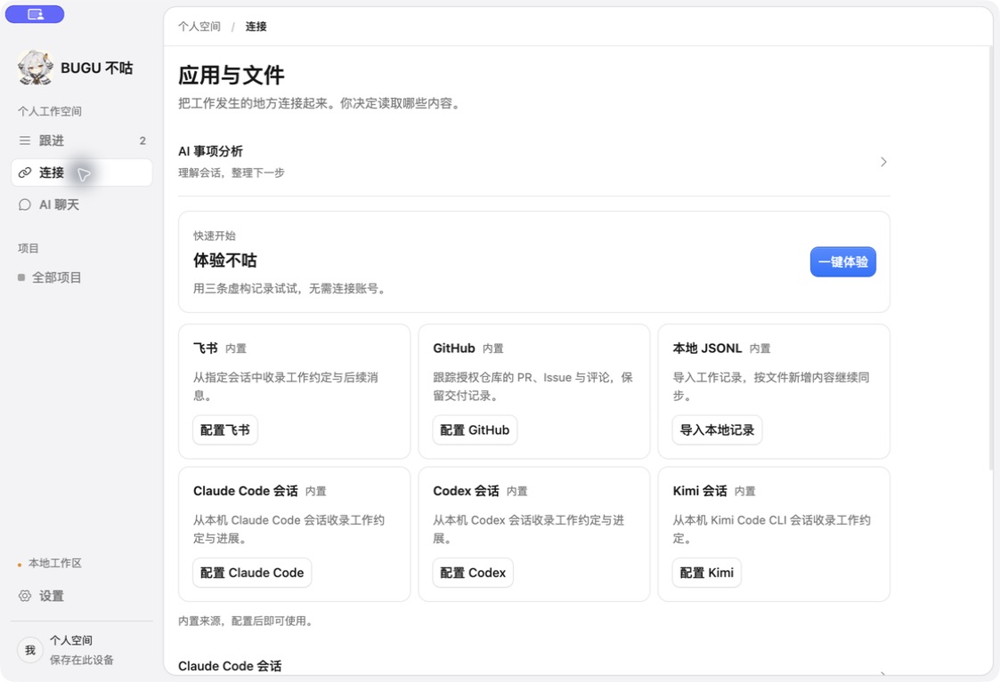 个人空间 / 连接
BUGU 不咕
个人工作空间
跟进 2
连接
AI 聊天
项目
全部项目
本地工作区
设置
我
个人空间
保存在此设备
应用与文件
把工作发生的地方连接起来。你决定读取哪些内容。
AI 事项分析
理解会话，整理下一步
快速开始
体验不咕
用三条虚构记录试试，无需连接账号。
一键体验
飞书 内置
从指定会话中收录工作约定与后续消
息。
配置飞书
GitHub 内置
跟踪授权仓库的 PR、Issue 与评论，保
留交付记录。
配置 GitHub
本地 JSONL 内置
导入工作记录，按文件新增内容继续同
步。
导入本地记录
Claude Code 会话 内置
从本机 Claude Code 会话收录工作约
定与进展。
配置 Claude Code
Codex 会话 内置
从本机 Codex 会话收录工作约定与进
展。
配置 Codex
Kimi 会话 内置
从本机 Kimi Code CLI 会话收录工作约
定。
配置 Kimi
内置来源，配置后即可使用。
Claude Code 会话